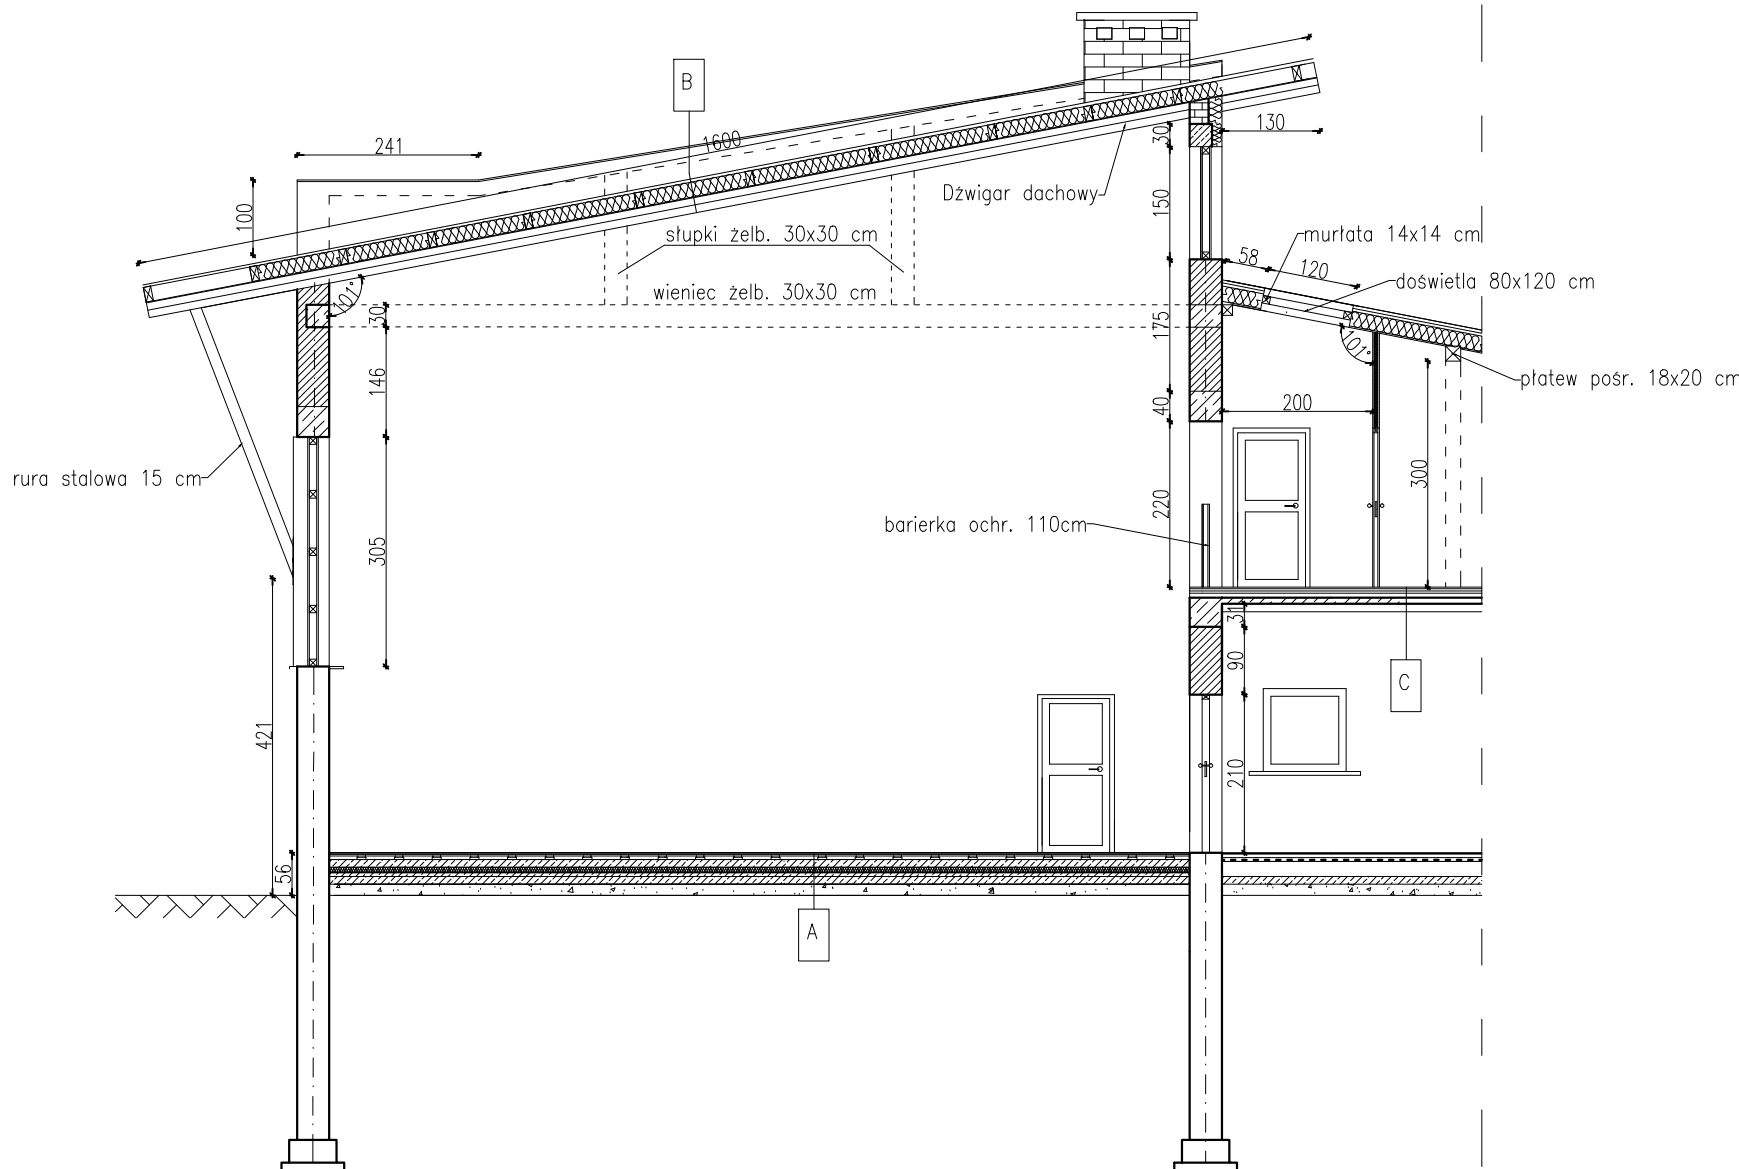 B
241
1600
130
30
Dźwigar dachowy
150
100
słupki żelb. 30x30 cm
murłata 14x14 cm
58
120
doświetla 80x120 cm
wieniec żelb. 30x30 cm
101°
30
175
101°
płatew pośr. 18x20 cm
146
40
200
rura stalowa 15 cm
300
220
barierka ochr. 110cm
305
31
90
C
421
210
56
A